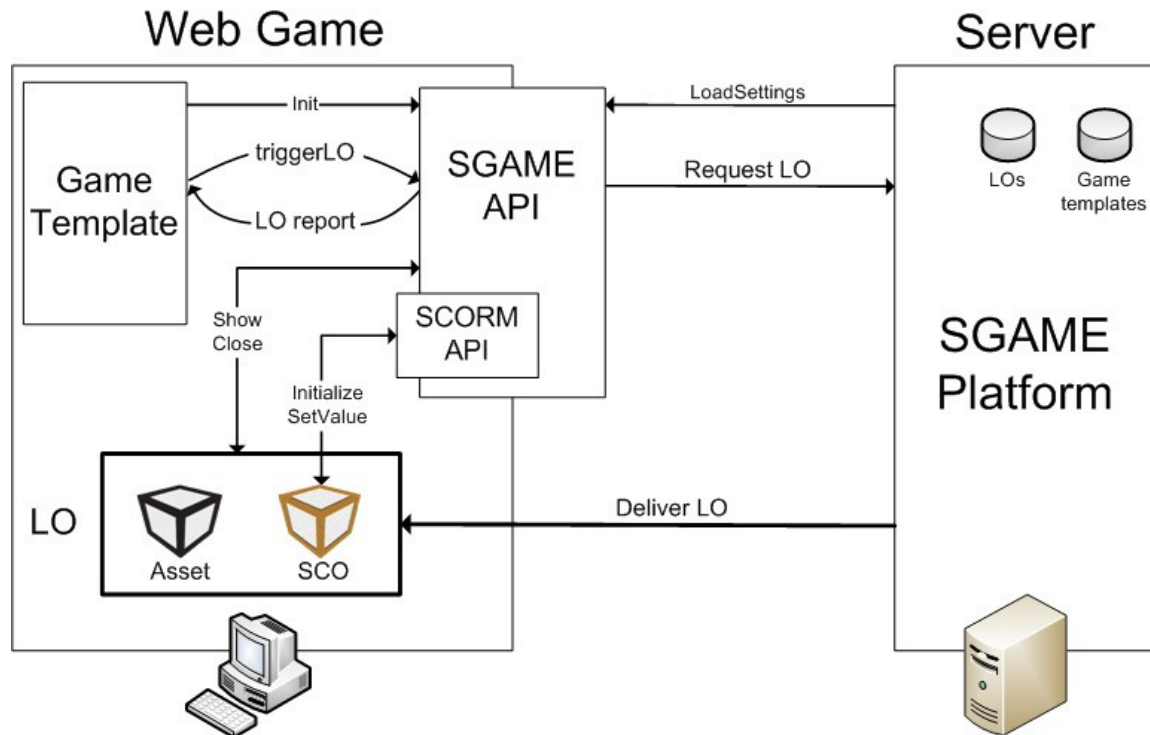 Web Game
Server
Init
triggerLO
LO report
Game
Template
SGAME
API
LoadSettings
Request LO
LOs
Game
templates
Show
Close
SCORM
API
Initialize
SetValue
SGAME
Platform
LO
Asset
SCO
Deliver LO